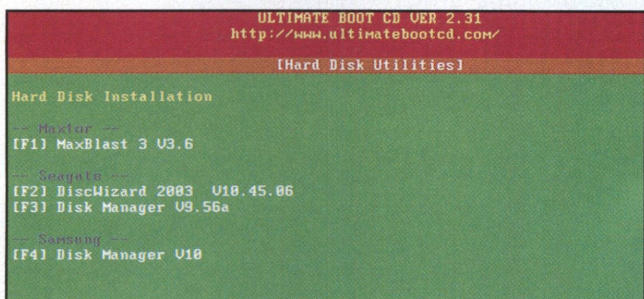 ULTIMATE BOOT CD VER 2.31
http://www.ultimatebootcd.com/
[Hard Disk Utilities]
Hard Disk Installation
-- Maxtor --
[F1] MaxBlast 3 V3.6
-- Seagate --
[F2] DiscWizard 2003 V10.45.06
[F3] Disk Manager V9.56a
-- Samsung --
[F4] Disk Manager V10